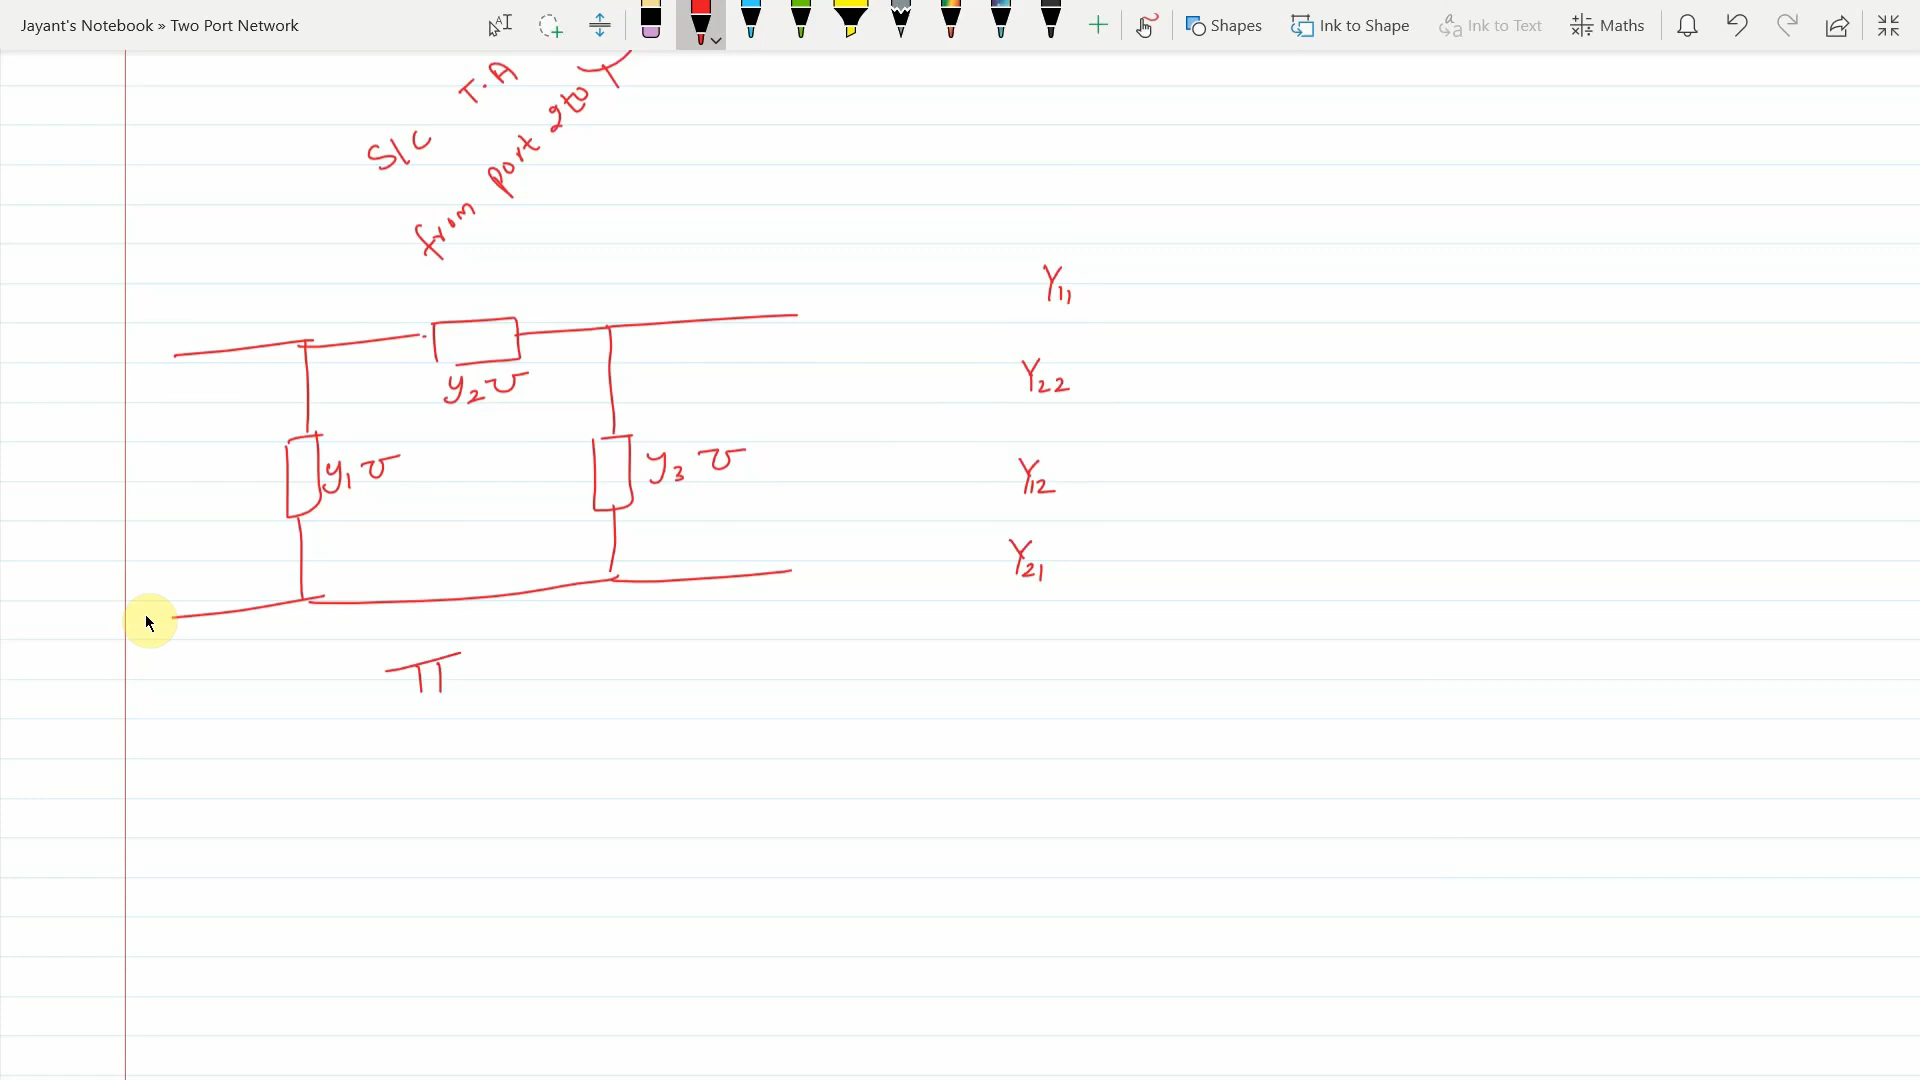 Jayant's Notebook » Two Port Network
Shapes
Ink to Shape
Ink to Text
Maths
T.A
S/C
from port 2 to 1
Y11
y2 ℧
Y22
y1 ℧
y3 ℧
Y12
Y21
π